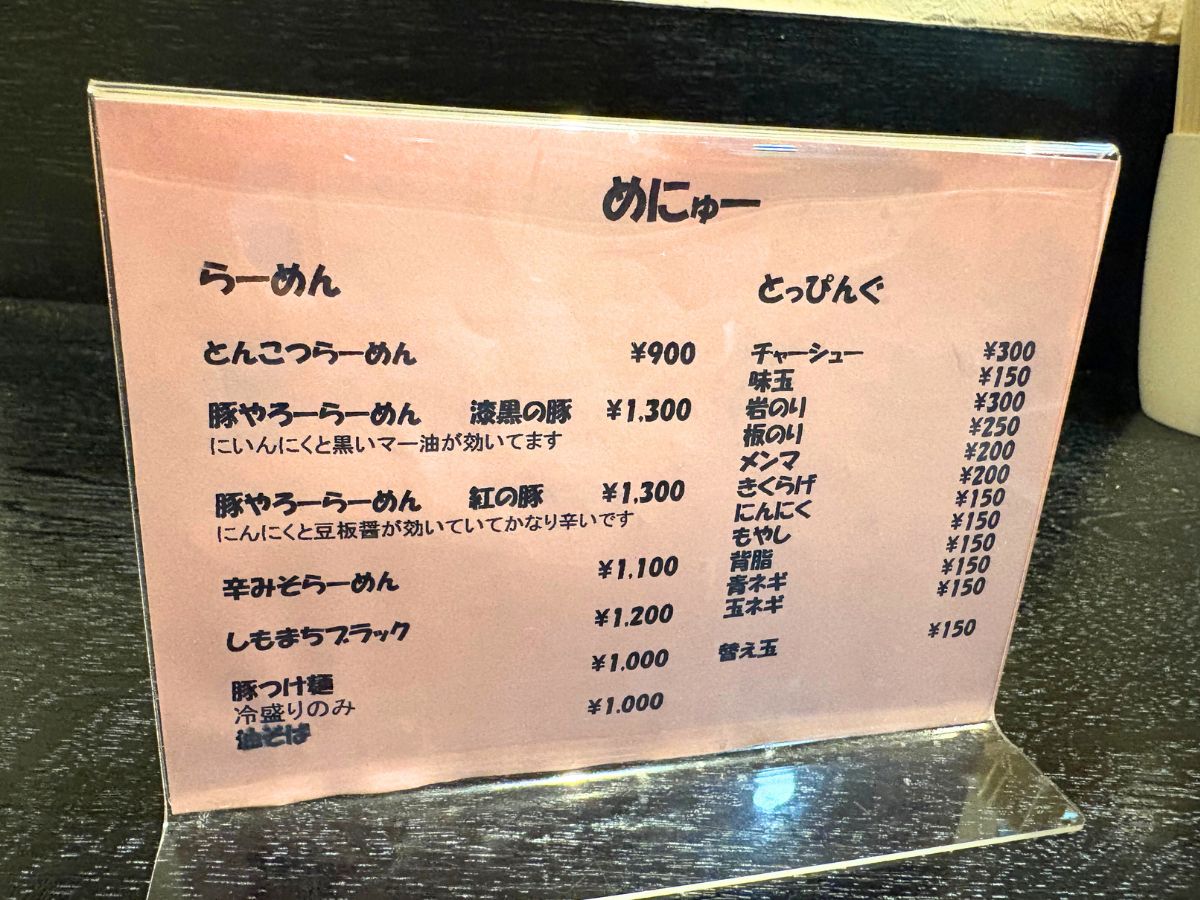 めにゅー
らーめん
とんこつらーめん ¥900
豚やろーらーめん 漆黒の豚 ¥1,300
にいんにくと黒いマー油が効いてます
豚やろーらーめん 紅の豚 ¥1,300
にんにくと豆板醤が効いていてかなり辛いです
辛みそらーめん ¥1,100
しもまちブラック ¥1,200
豚つけ麺 ¥1.000
冷盛りのみ
油そば ¥1.000
とっぴんぐ
チャーシュー ¥300
味玉 ¥150
岩のり ¥300
板のり ¥250
メンマ ¥200
きくらげ ¥200
にんにく ¥150
もやし ¥150
背脂 ¥150
青ネギ ¥150
玉ネギ ¥150
替え玉 ¥150